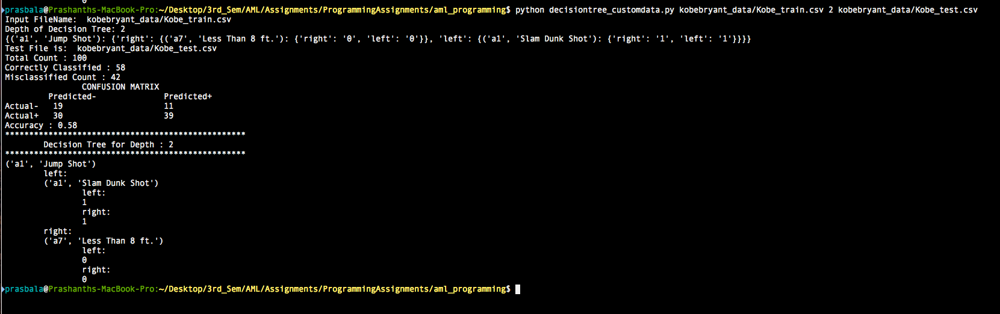 prasbala@Prashanths-MacBook-Pro:~/Desktop/3rd_Sem/AML/Assignments/ProgrammingAssignments/aml_programming$ python decisiontree_customdata.py kobebryant_data/Kobe_train.csv 2 kobebryant_data/Kobe_test.csv
Input FileName:  kobebryant_data/Kobe_train.csv
Depth of Decision Tree: 2
{('a1', 'Jump Shot'): {'right': {('a7', 'Less Than 8 ft.'): {'right': '0', 'left': '0'}}, 'left': {('a1', 'Slam Dunk Shot'): {'right': '1', 'left': '1'}}}}
Test File is:  kobebryant_data/Kobe_test.csv
Total Count : 100
Correctly Classified : 58
Misclassified Count : 42
CONFUSION MATRIX
Predicted- Predicted+
Actual- 19 11
Actual+ 30 39
Accuracy : 0.58
**************************************************
Decision Tree for Depth : 2
**************************************************
('a1', 'Jump Shot')
left:
('a1', 'Slam Dunk Shot')
left:
1
right:
1
right:
('a7', 'Less Than 8 ft.')
left:
0
right:
0
prasbala@Prashanths-MacBook-Pro:~/Desktop/3rd_Sem/AML/Assignments/ProgrammingAssignments/aml_programming$